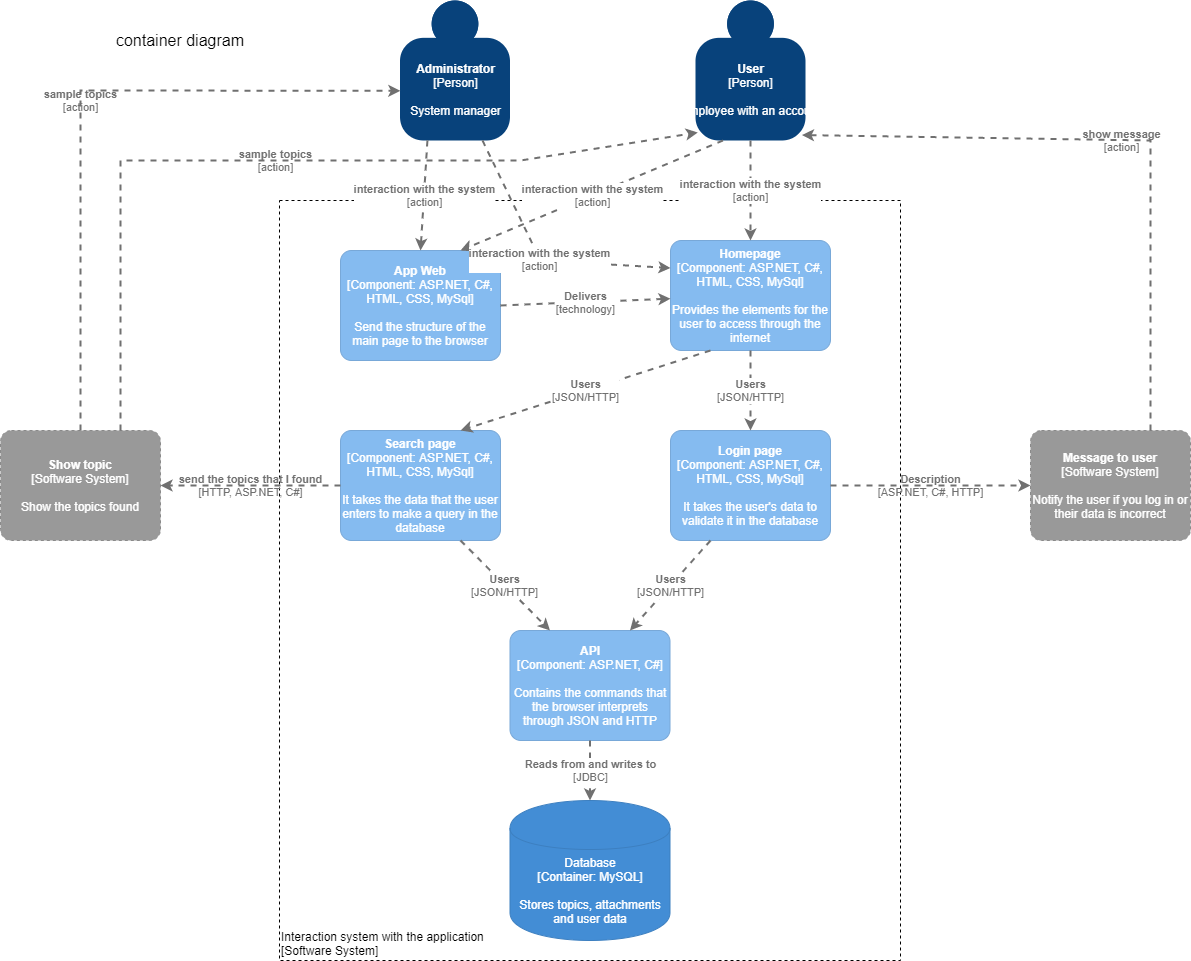 container diagram
Administrator
[Person]
System manager
User
[Person]
mployee with an accou
sample topics
[action]
sample topics
[action]
show message
[action]
interaction with the system
[action]
interaction with the system
[action]
interaction with the system
[action]
interaction with the system
[action]
App Web
[Component: ASP.NET, C#,
HTML, CSS, MySql]
Send the structure of the
main page to the browser
Delivers
[technology]
Homepage
[Component: ASP.NET, C#,
HTML, CSS, MySql]
Provides the elements for the
user to access through the
internet
Users
[JSON/HTTP]
Users
[JSON/HTTP]
Show topic
[Software System]
Show the topics found
send the topics that I found
[HTTP, ASP.NET, C#]
Search page
[Component: ASP.NET, C#,
HTML, CSS, MySql]
It takes the data that the user
enters to make a query in the
database
Login page
[Component: ASP.NET, C#,
HTML, CSS, MySql]
It takes the user's data to
validate it in the database
Description
[ASP.NET, C#, HTTP]
Message to user
[Software System]
Notify the user if you log in or
their data is incorrect
Users
[JSON/HTTP]
Users
[JSON/HTTP]
API
[Component: ASP.NET, C#]
Contains the commands that
the browser interprets
through JSON and HTTP
Reads from and writes to
[JDBC]
Database
[Container: MySQL]
Stores topics, attachments
and user data
Interaction system with the application
[Software System]